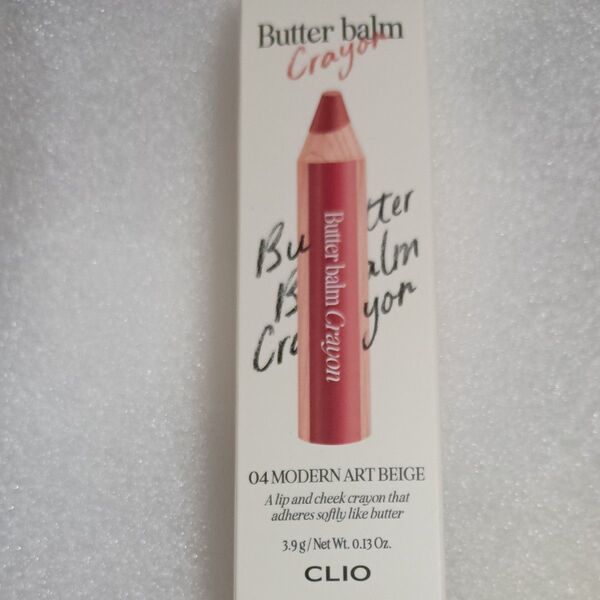 Butter balm
Crayon
Butter
Balm
Crayon
Butter balm Crayon
04 MODERN ART BEIGE
A lip and cheek crayon that
adheres softly like butter
3.9 g / Net Wt. 0.13 Oz.
CLIO